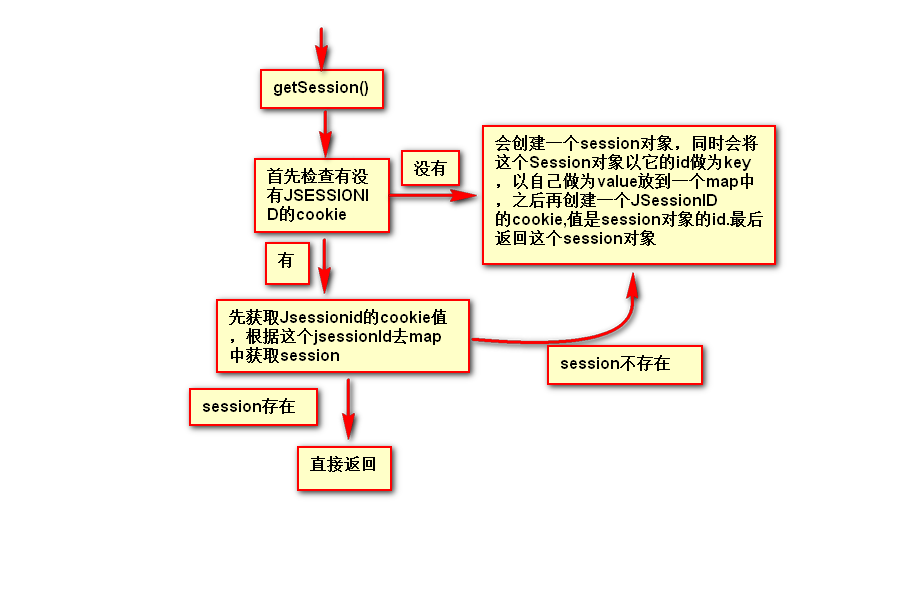 getSession()
首先检查有没
有JSESSIONI
D的cookie
没有
会创建一个session对象，同时会将
这个Session对象以它的id做为key
，以自己做为value放到一个map中
，之后再创建一个JSessionID
的cookie,值是session对象的id.最后
返回这个session对象
有
先获取Jsessionid的cookie值
，根据这个jsessionId去map
中获取session
session不存在
session存在
直接返回